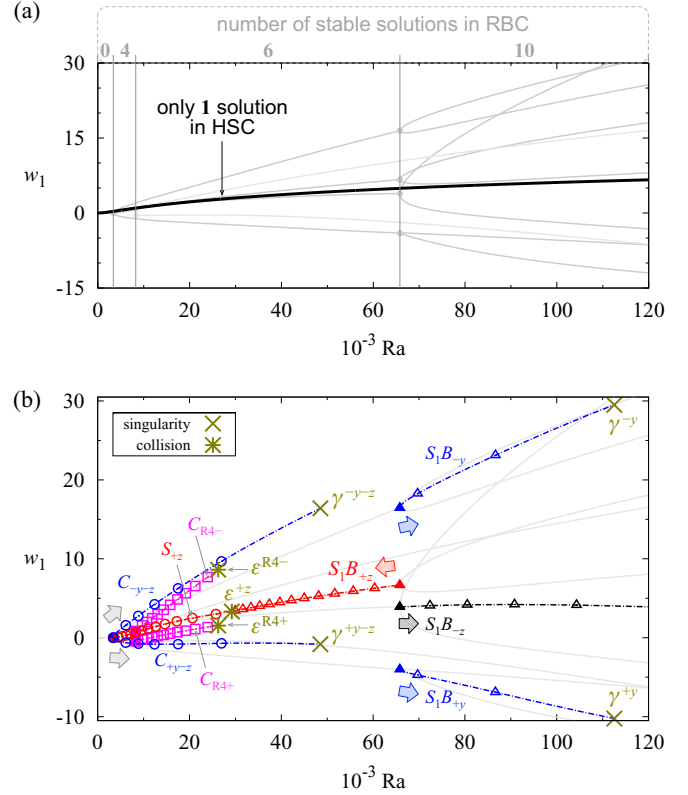 (a)
number of stable solutions in RBC
0 4 6 10
30
15
0
-15
w1
only 1 solution
in HSC
0 20 40 60 80 100 120
10-3 Ra
(b)
30
20
10
0
-10
w1
singularity
collision
γ-y-z
γ-y
S1B-y
CR4-
S+z
εR4-
ε+z
S1B+z
C-y-z
εR4+
γ+y-z
S1B-z
C+y-z
CR4+
S1B+y
γ+y
0 20 40 60 80 100 120
10-3 Ra